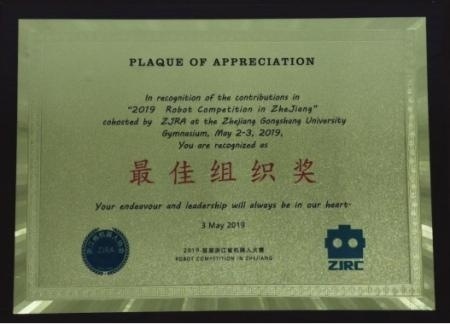 PLAQUE OF APPRECIATION
In recognition of the contributions in
"2019 Robot Competition in ZheJiang"
cohosted by ZJRA at the Zhejiang Gongshang University
Gymnasium, May 2-3, 2019,
You are recognized as
最佳组织奖
Your endeavour and leadership will always be in our heart.
3 May 2019
ZJRA
2019
浙江省机器人大赛
ROBOT COMPETITION IN ZHEJIANG
ZJRC